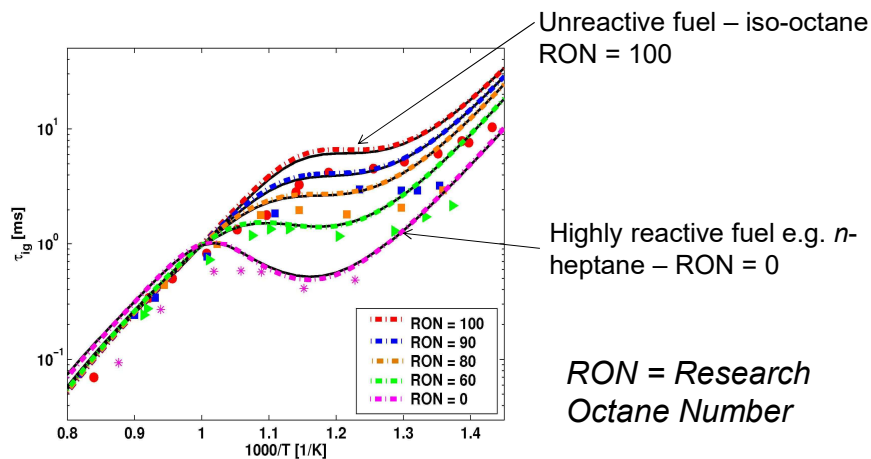 Unreactive fuel – iso-octane
RON = 100
10¹
10⁰
10⁻¹
τig [ms]
Highly reactive fuel e.g. n-
heptane – RON = 0
RON = 100
RON = 90
RON = 80
RON = 60
RON = 0
RON = Research
Octane Number
0.8 0.9 1 1.1 1.2 1.3 1.4
1000/T [1/K]